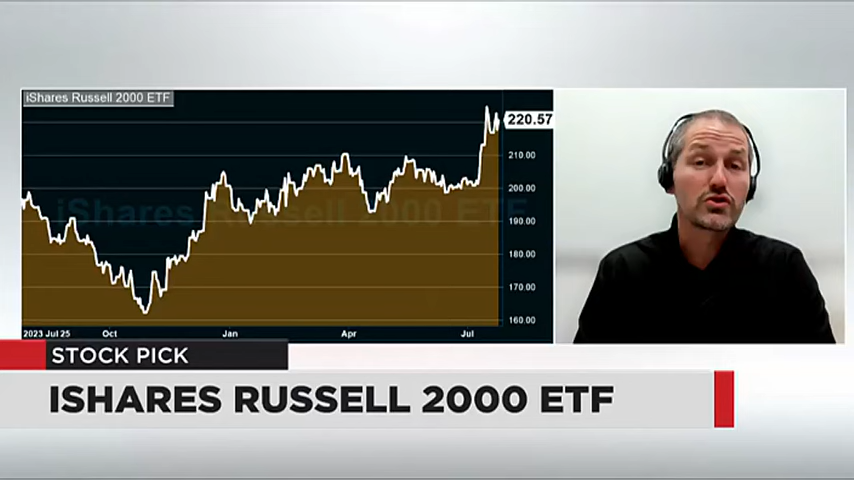 iShares Russell 2000 ETF
iShares Russell 2000 ETF
220.57
210.00
200.00
190.00
180.00
170.00
160.00
2023 Jul 25 Oct Jan Apr Jul
STOCK PICK
ISHARES RUSSELL 2000 ETF